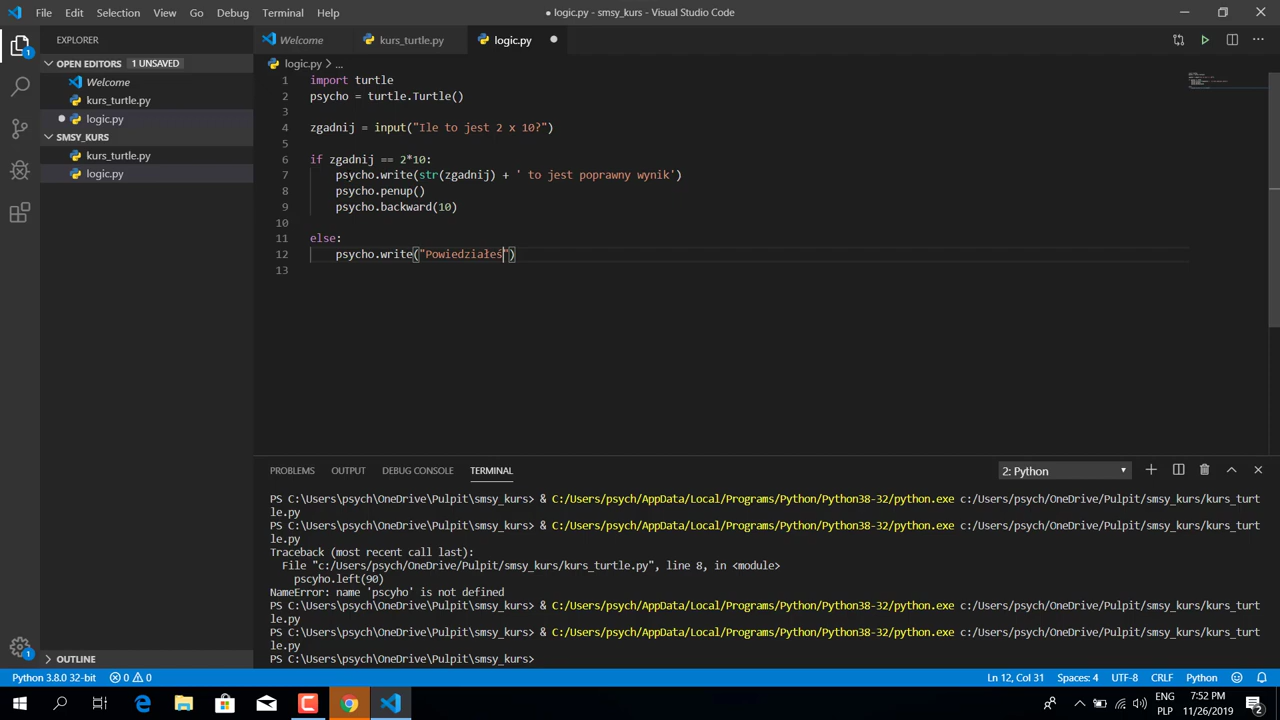 File Edit Selection View Go Debug Terminal Help
● logic.py - smsy_kurs - Visual Studio Code
EXPLORER
Welcome kurs_turtle.py logic.py
OPEN EDITORS 1 UNSAVED
Welcome
kurs_turtle.py
logic.py
SMSY_KURS
kurs_turtle.py
logic.py
OUTLINE
logic.py > ...
1 import turtle
2 psycho = turtle.Turtle()
3
4 zgadnij = input("Ile to jest 2 x 10?")
5
6 if zgadnij == 2*10:
7 psycho.write(str(zgadnij) + ' to jest poprawny wynik')
8 psycho.penup()
9 psycho.backward(10)
10
11 else:
12 psycho.write("Powiedziałeś")
13
PROBLEMS OUTPUT DEBUG CONSOLE TERMINAL 2: Python
PS C:\Users\psych\OneDrive\Pulpit\smsy_kurs> & C:/Users/psych/AppData/Local/Programs/Python/Python38-32/python.exe c:/Users/psych/OneDrive/Pulpit/smsy_kurs/kurs_turt
le.py
PS C:\Users\psych\OneDrive\Pulpit\smsy_kurs> & C:/Users/psych/AppData/Local/Programs/Python/Python38-32/python.exe c:/Users/psych/OneDrive/Pulpit/smsy_kurs/kurs_turt
le.py
Traceback (most recent call last):
File "c:/Users/psych/OneDrive/Pulpit/smsy_kurs/kurs_turtle.py", line 8, in <module>
pscyho.left(90)
NameError: name 'pscyho' is not defined
PS C:\Users\psych\OneDrive\Pulpit\smsy_kurs> & C:/Users/psych/AppData/Local/Programs/Python/Python38-32/python.exe c:/Users/psych/OneDrive/Pulpit/smsy_kurs/kurs_turt
le.py
PS C:\Users\psych\OneDrive\Pulpit\smsy_kurs> & C:/Users/psych/AppData/Local/Programs/Python/Python38-32/python.exe c:/Users/psych/OneDrive/Pulpit/smsy_kurs/kurs_turt
le.py
PS C:\Users\psych\OneDrive\Pulpit\smsy_kurs>
Python 3.8.0 32-bit 0 0 Ln 12, Col 31 Spaces: 4 UTF-8 CRLF Python
ENG 7:52 PM
PLP 11/26/2019 2